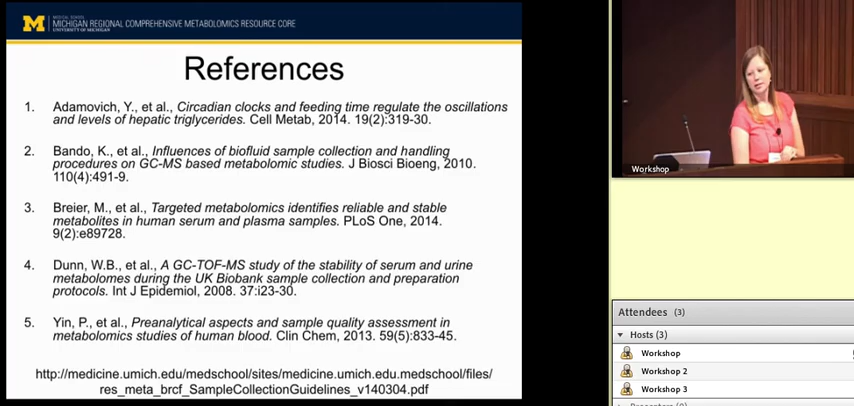 M
MEDICAL SCHOOL
MICHIGAN REGIONAL COMPREHENSIVE METABOLOMICS RESOURCE CORE
UNIVERSITY OF MICHIGAN
References
1. Adamovich, Y., et al., Circadian clocks and feeding time regulate the oscillations
and levels of hepatic triglycerides. Cell Metab, 2014. 19(2):319-30.
2. Bando, K., et al., Influences of biofluid sample collection and handling
procedures on GC-MS based metabolomic studies. J Biosci Bioeng, 2010.
110(4):491-9.
3. Breier, M., et al., Targeted metabolomics identifies reliable and stable
metabolites in human serum and plasma samples. PLoS One, 2014.
9(2):e89728.
4. Dunn, W.B., et al., A GC-TOF-MS study of the stability of serum and urine
metabolomes during the UK Biobank sample collection and preparation
protocols. Int J Epidemiol, 2008. 37:i23-30.
5. Yin, P., et al., Preanalytical aspects and sample quality assessment in
metabolomics studies of human blood. Clin Chem, 2013. 59(5):833-45.
http://medicine.umich.edu/medschool/sites/medicine.umich.edu.medschool/files/
res_meta_brcf_SampleCollectionGuidelines_v140304.pdf
Workshop
Attendees (3)
Hosts (3)
Workshop
Workshop 2
Workshop 3